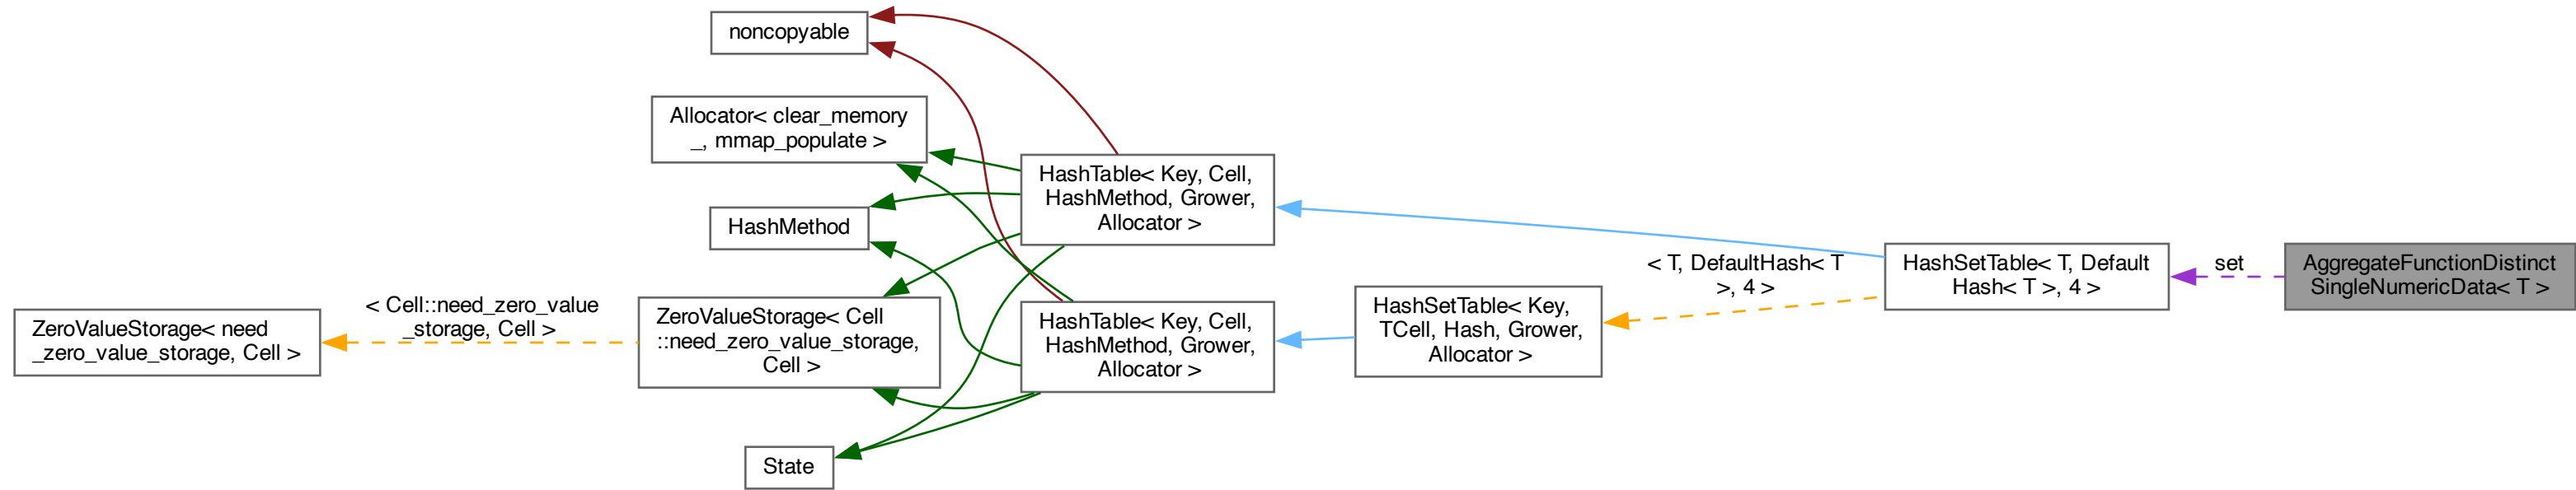 noncopyable
Allocator< clear_memory
_, mmap_populate >
HashMethod
ZeroValueStorage< need
_zero_value_storage, Cell >
< Cell::need_zero_value
_storage, Cell >
ZeroValueStorage< Cell
::need_zero_value_storage,
Cell >
State
HashTable< Key, Cell,
HashMethod, Grower,
Allocator >
HashTable< Key, Cell,
HashMethod, Grower,
Allocator >
HashSetTable< Key,
TCell, Hash, Grower,
Allocator >
< T, DefaultHash< T
>, 4 >
HashSetTable< T, Default
Hash< T >, 4 >
set
AggregateFunctionDistinct
SingleNumericData< T >